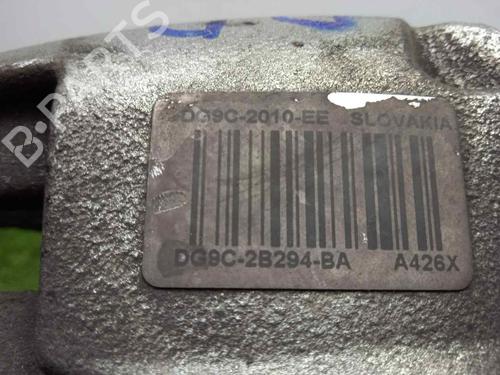 DG9C-2010-EE SLOVAKIA
DG9C-2B294-BA A426X
B-PARTS